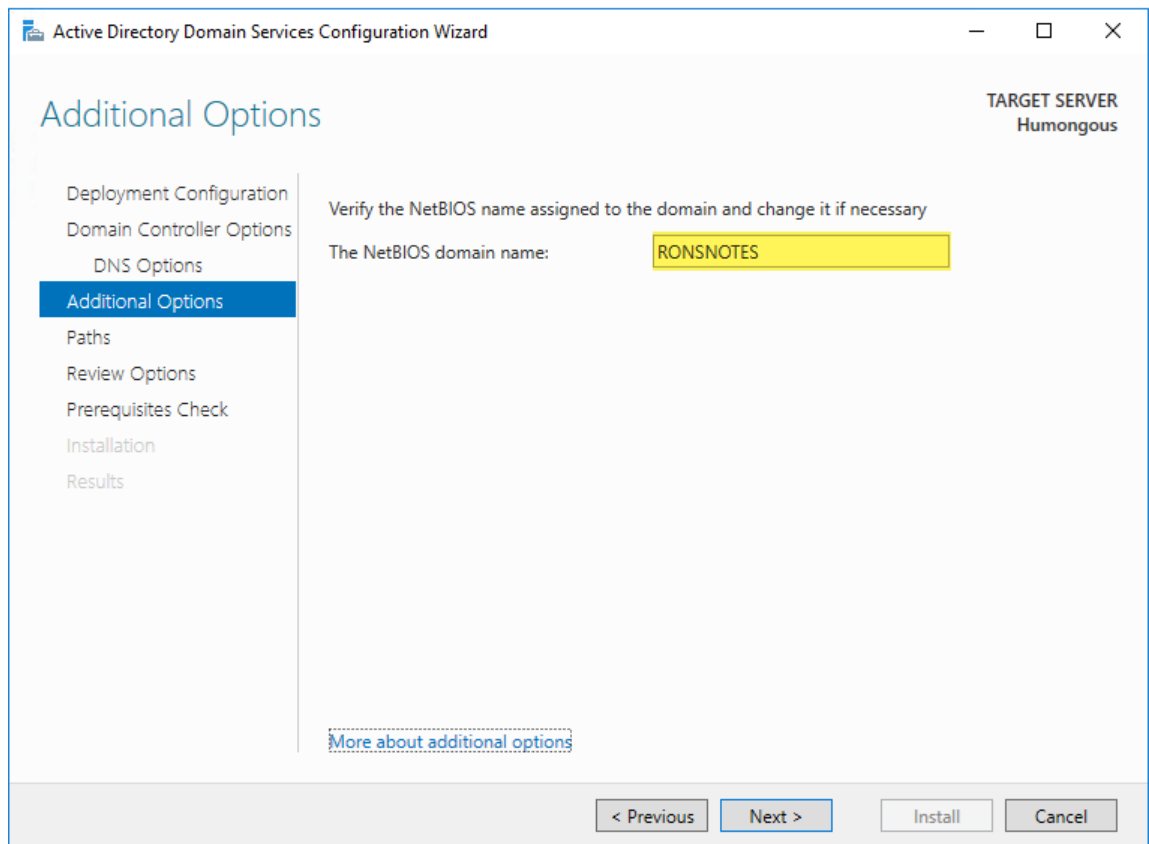 Active Directory Domain Services Configuration Wizard
Additional Options
TARGET SERVER
Humongous
Deployment Configuration
Domain Controller Options
DNS Options
Additional Options
Paths
Review Options
Prerequisites Check
Installation
Results
Verify the NetBIOS name assigned to the domain and change it if necessary
The NetBIOS domain name: RONSNOTES
More about additional options
< Previous Next > Install Cancel